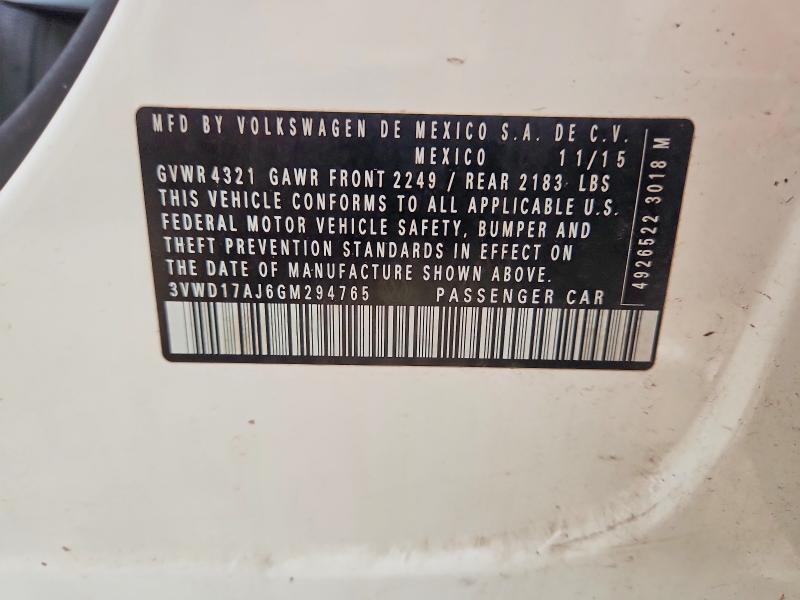 MFD BY VOLKSWAGEN DE MEXICO S.A. DE C.V.
MEXICO 11/15
GVWR 4321 GAWR FRONT 2249 / REAR 2183 LBS
THIS VEHICLE CONFORMS TO ALL APPLICABLE U.S.
FEDERAL MOTOR VEHICLE SAFETY, BUMPER AND
THEFT PREVENTION STANDARDS IN EFFECT ON
THE DATE OF MANUFACTURE SHOWN ABOVE.
3VWD17AJ6GM294765 PASSENGER CAR
4926522 3018 M